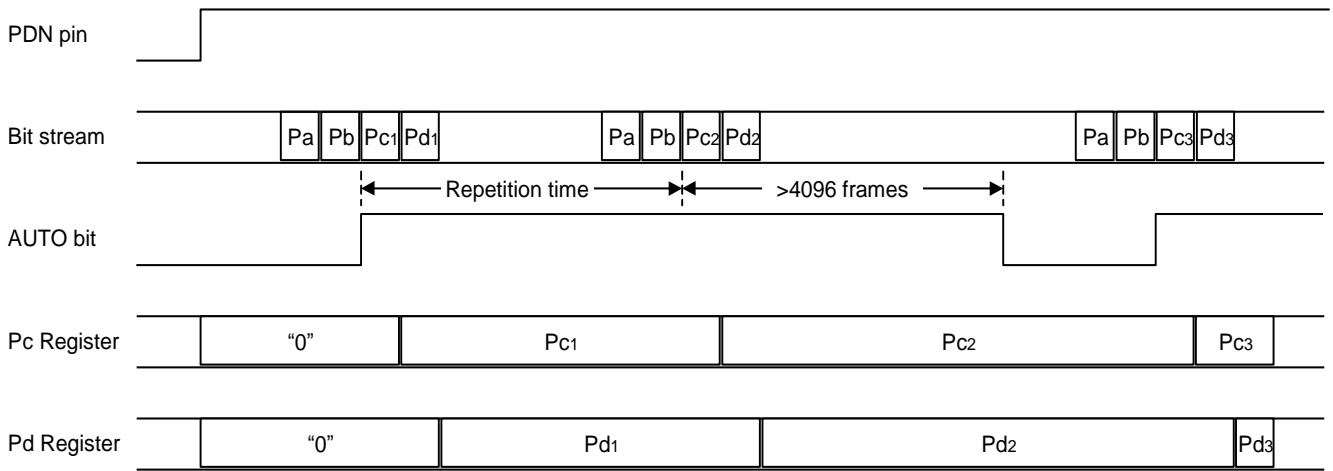 PDN pin
Bit stream
Pa Pb Pc1 Pd1 Pa Pb Pc2 Pd2 Pa Pb Pc3 Pd3
Repetition time >4096 frames
AUTO bit
Pc Register “0” Pc1 Pc2 Pc3
Pd Register “0” Pd1 Pd2 Pd3